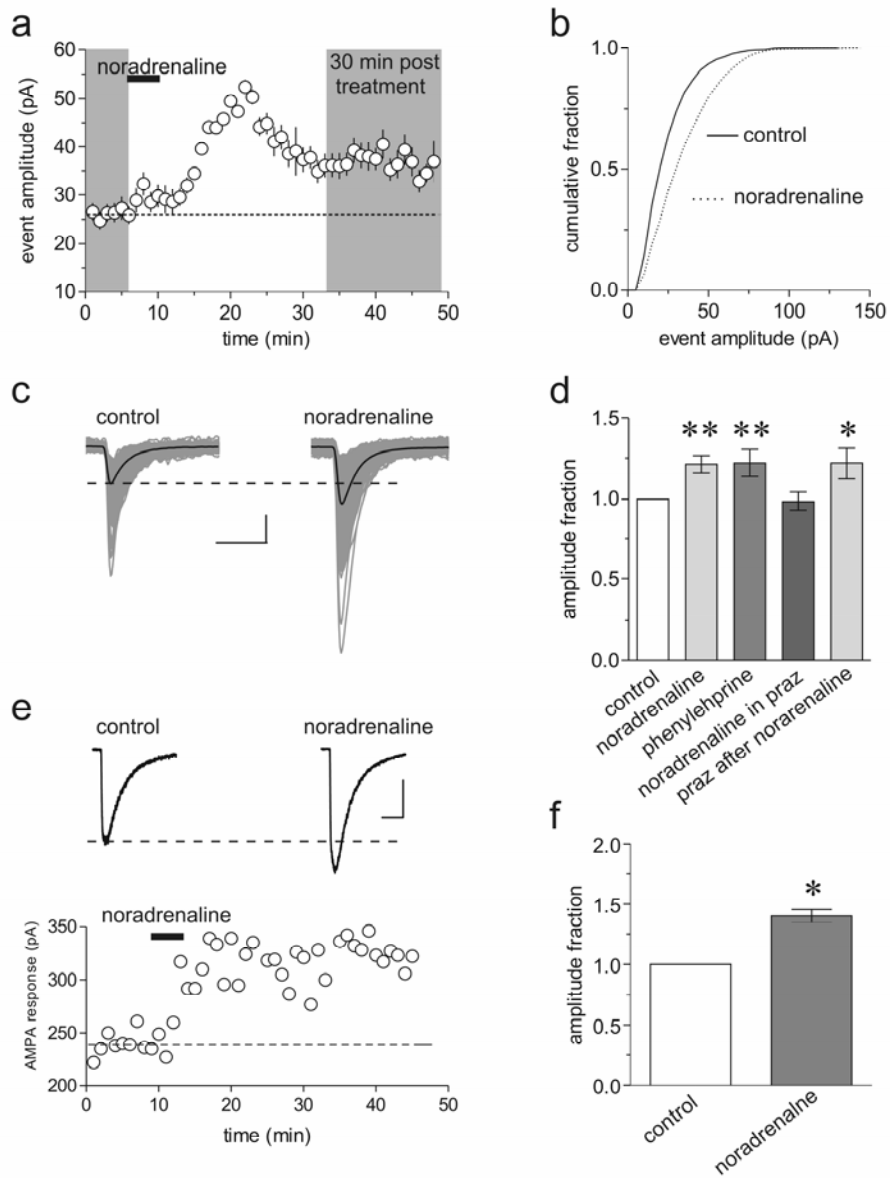 a
event amplitude (pA)
60
50
40
30
20
10
noradrenaline
30 min post
treatment
0 10 20 30 40 50
time (min)
b
cumulative fraction
1.0
0.5
0.0
control
noradrenaline
0 50 100 150
event amplitude (pA)
c
control noradrenaline
d
amplitude fraction
1.5
1.0
0.5
0.0
** ** *
control
noradrenaline
phenylehprine
noradrenaline in praz
praz after norarenaline
e
control noradrenaline
AMPA response (pA)
350
300
250
200
noradrenaline
0 10 20 30 40 50
time (min)
f
amplitude fraction
2.0
1.5
1.0
0.5
0.0
*
control
noradrenalne